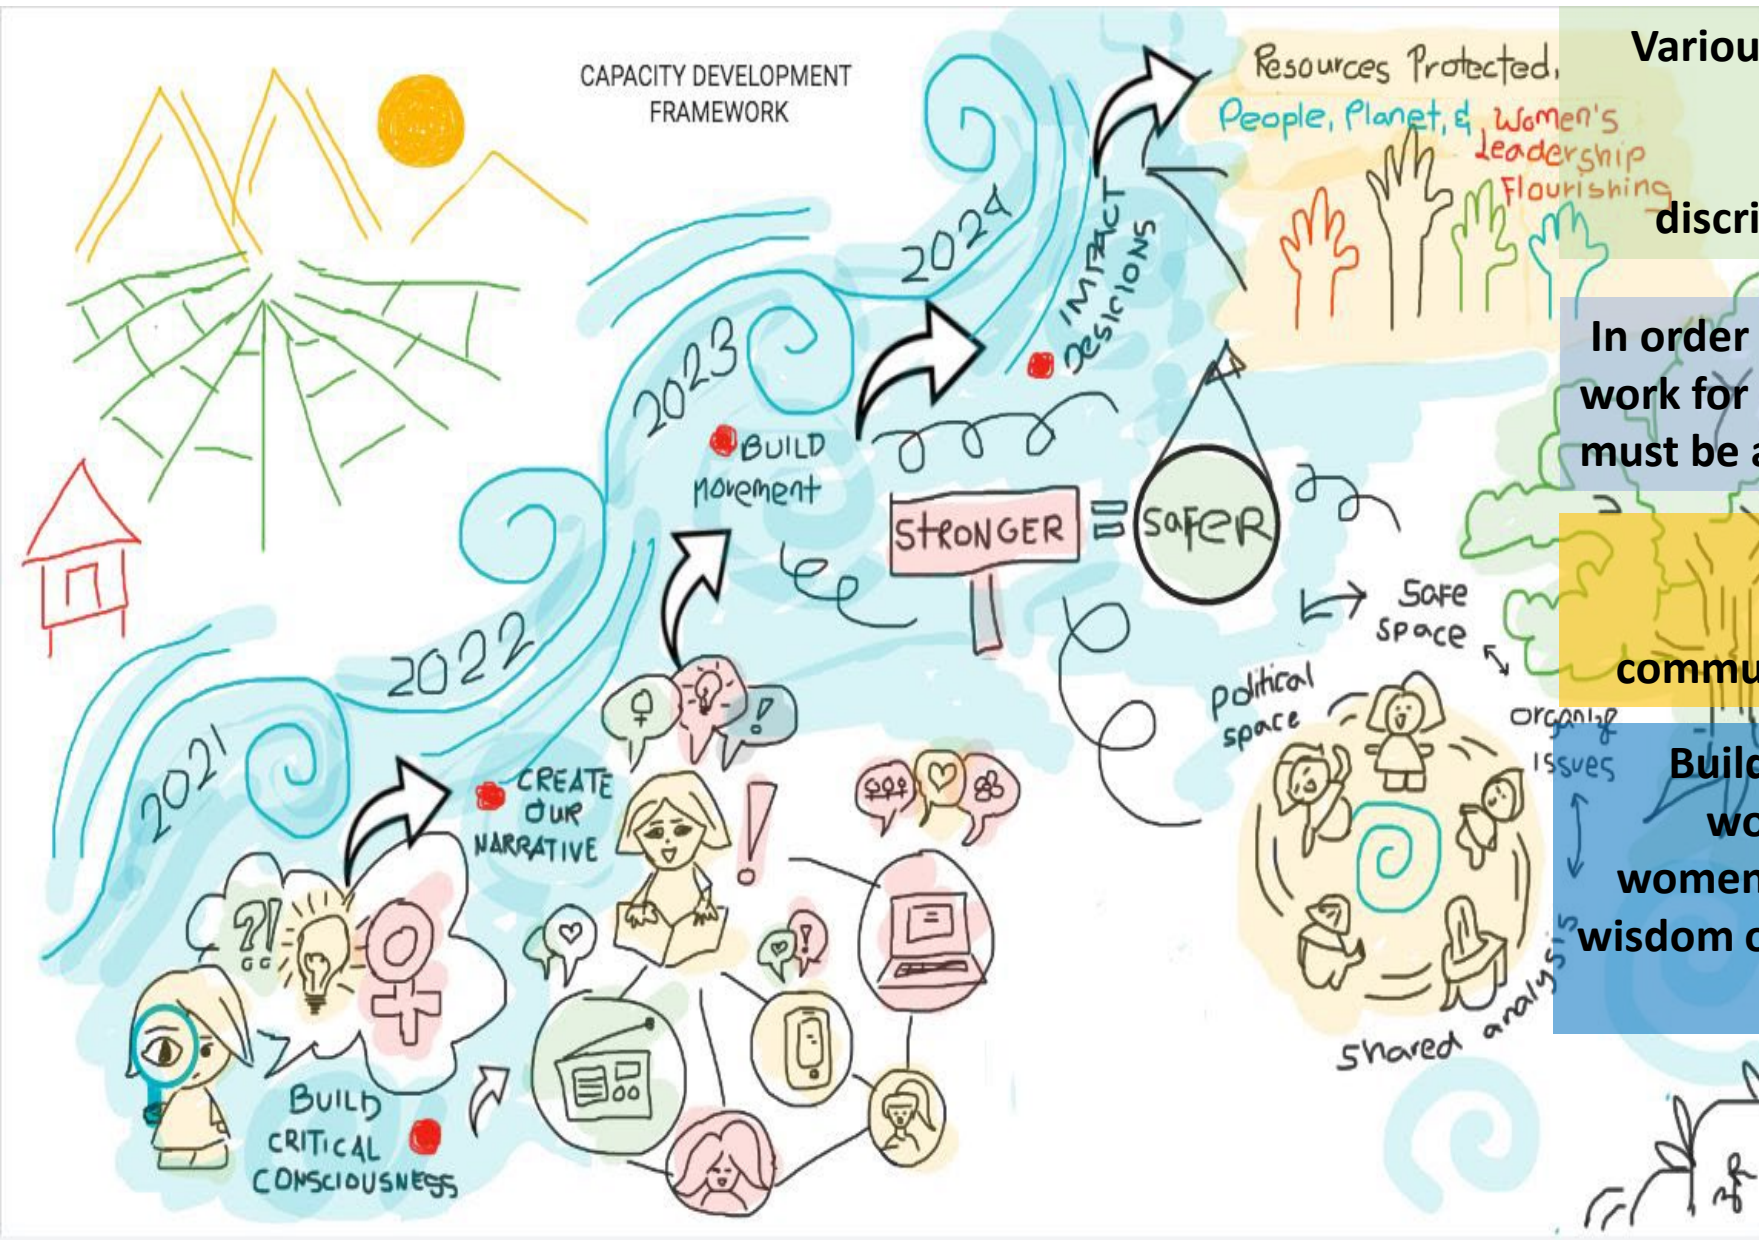 CAPACITY DEVELOPMENT
FRAMEWORK
Resources Protected,
People, Planet, &
Women's
Leadership
Flourishing
2024
IMPACT
DESICIONS
2023
BUILD
Movement
STRONGER
=
SAFER
2022
CREATE
OUR
NARRATIVE
2021
?!
!
BUILD
CRITICAL
CONSCIOUSNESS
Safe
space
political
space
organize
issues
shared analysis
Variou
discri
In order
work for
must be a
commu
Build
wo
women
wisdom o